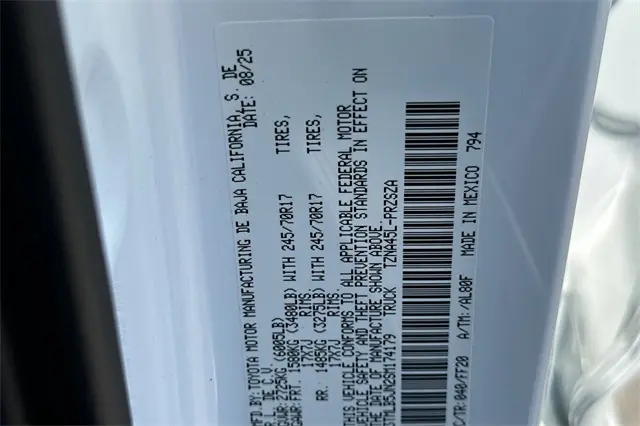 MFD.BY:TOYOTA MOTOR MANUFACTURING DE BAJA CALIFORNIA, S. DE
R.L. DE C.V. DATE: 08/25
GVWR:2725KG(6005LB)
GAWR:FRT. 1580KG (3480LB) WITH 245/70R17 TIRES,
17X7J RIMS
RR: 1485KG (3275LB) WITH 245/70R17 TIRES,
17X7J RIMS
THIS VEHICLE CONFORMS TO ALL APPLICABLE FEDERAL MOTOR
VEHICLE SAFETY AND THEFT PREVENTION STANDARDS IN EFFECT ON
THE DATE OF MANUFACTURE SHOWN ABOVE.
TRUCK TZNA45L-PRZSZA
C/TR:040/FF20 A/TM:/AL80F MADE IN MEXICO 794